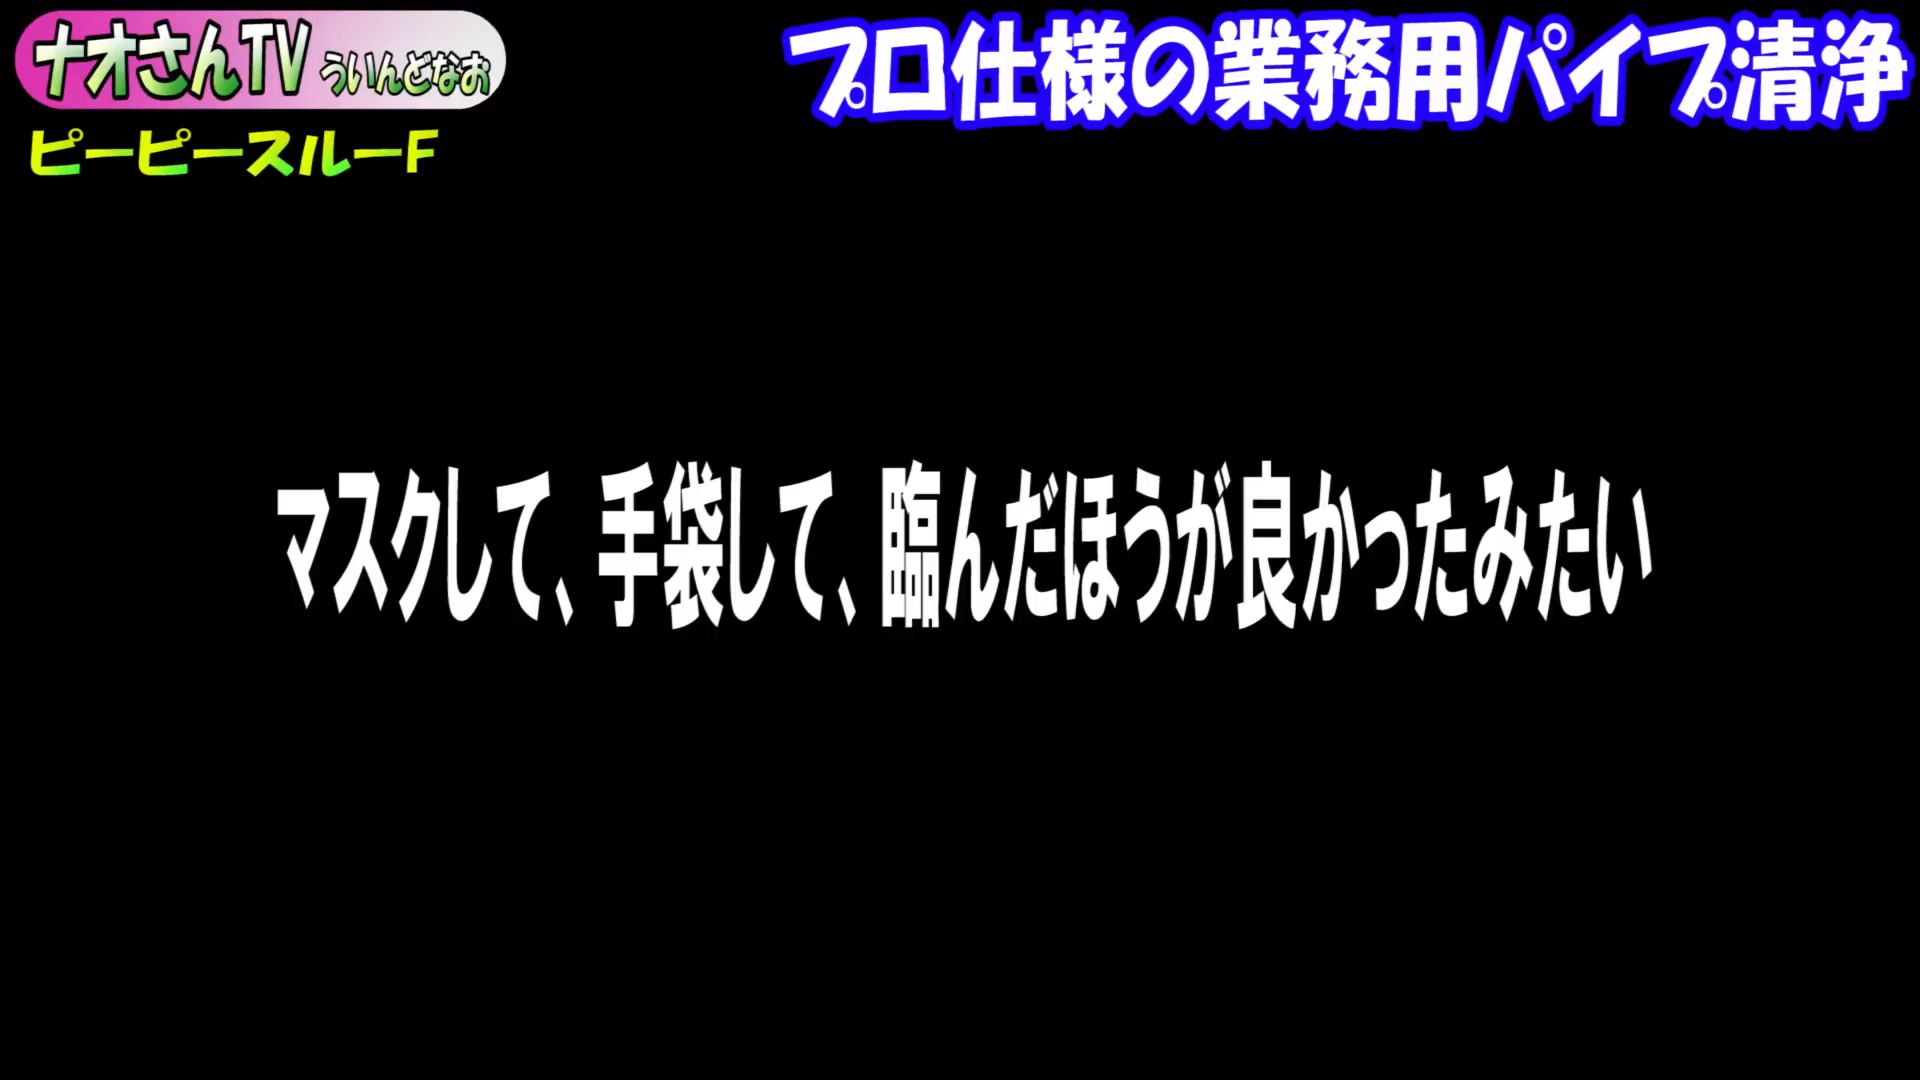 ナオさんTV ういんどなお
プロ仕様の業務用パイプ清浄
ピーピースルーF
マスクして、手袋して、臨んだほうが良かったみたい